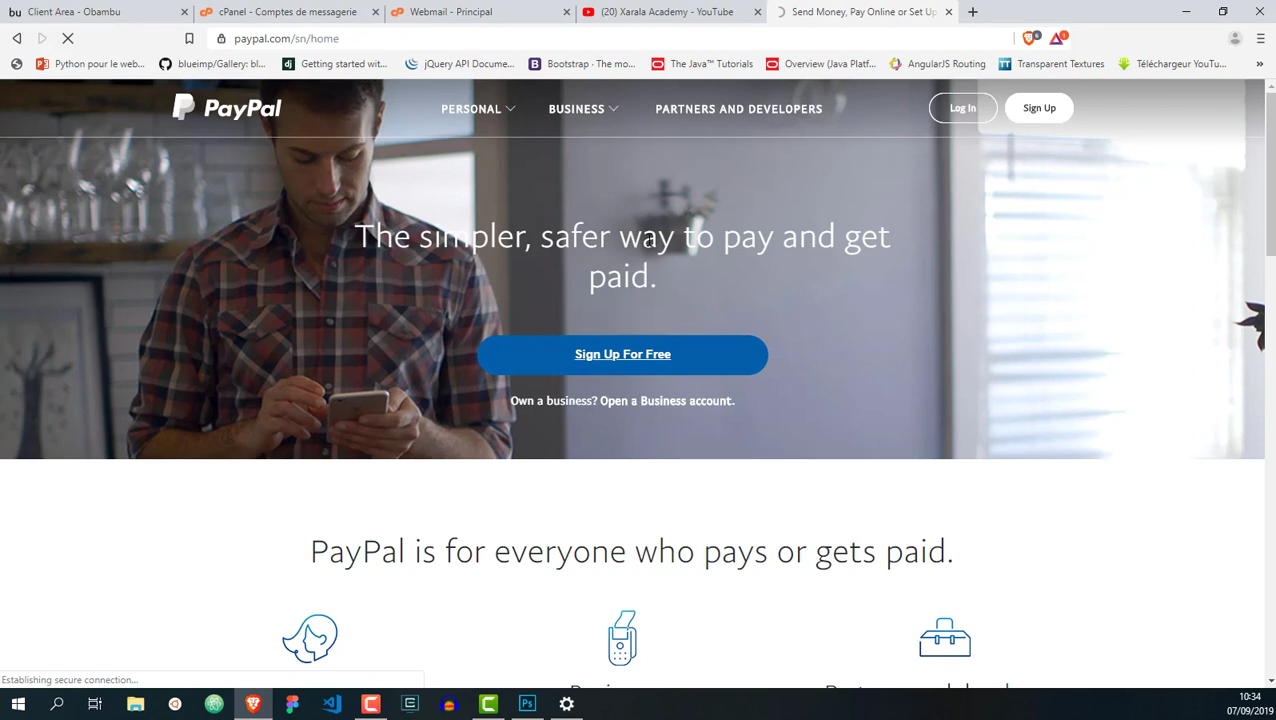 Client Area - Obambu
cPanel - Comptes de messagerie
Webmail - Principal
(20) Xarala Academy - YouTube
Send Money, Pay Online or Set Up
paypal.com/sn/home
6
1
Python pour le web...
blueimp/Gallery: bl...
Getting started wit...
jQuery API Docume...
Bootstrap · The mo...
The Java™ Tutorials
Overview (Java Platf...
AngularJS Routing
Transparent Textures
Téléchargeur YouTu...
PayPal
PERSONAL
BUSINESS
PARTNERS AND DEVELOPERS
Log In
Sign Up
The simpler, safer way to pay and get
paid.
Sign Up For Free
Own a business? Open a Business account.
PayPal is for everyone who pays or gets paid.
Establishing secure connection...
10:34
07/09/2019